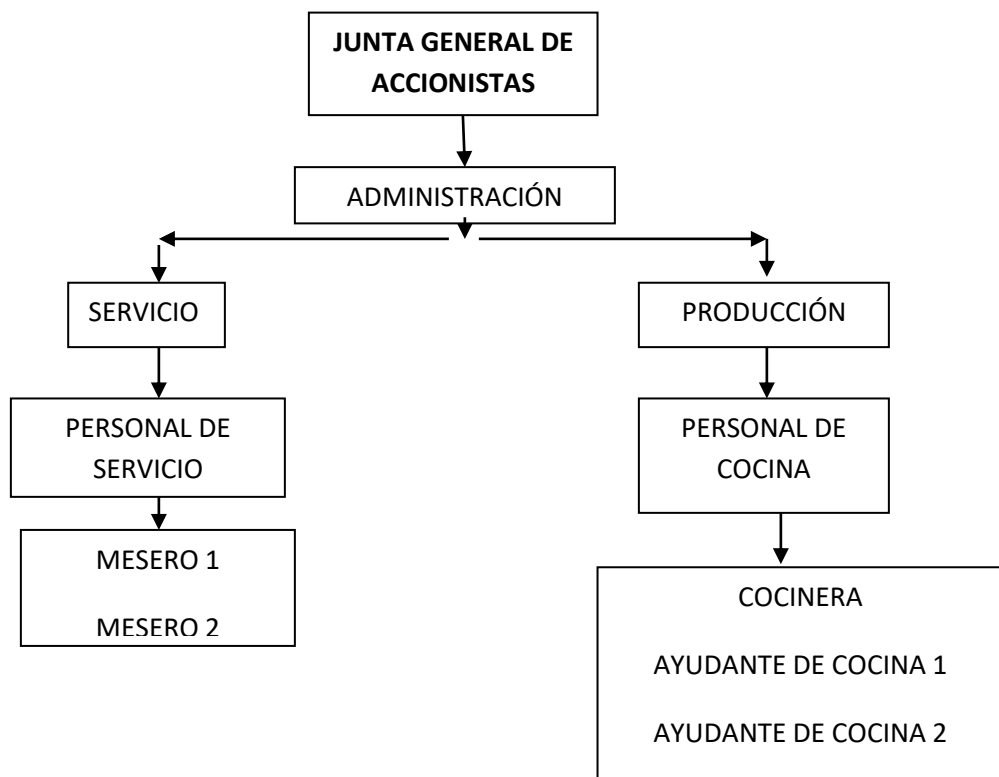 JUNTA GENERAL DE
ACCIONISTAS
ADMINISTRACIÓN
SERVICIO
PRODUCCIÓN
PERSONAL DE
SERVICIO
PERSONAL DE
COCINA
MESERO 1
MESERO 2
COCINERA
AYUDANTE DE COCINA 1
AYUDANTE DE COCINA 2